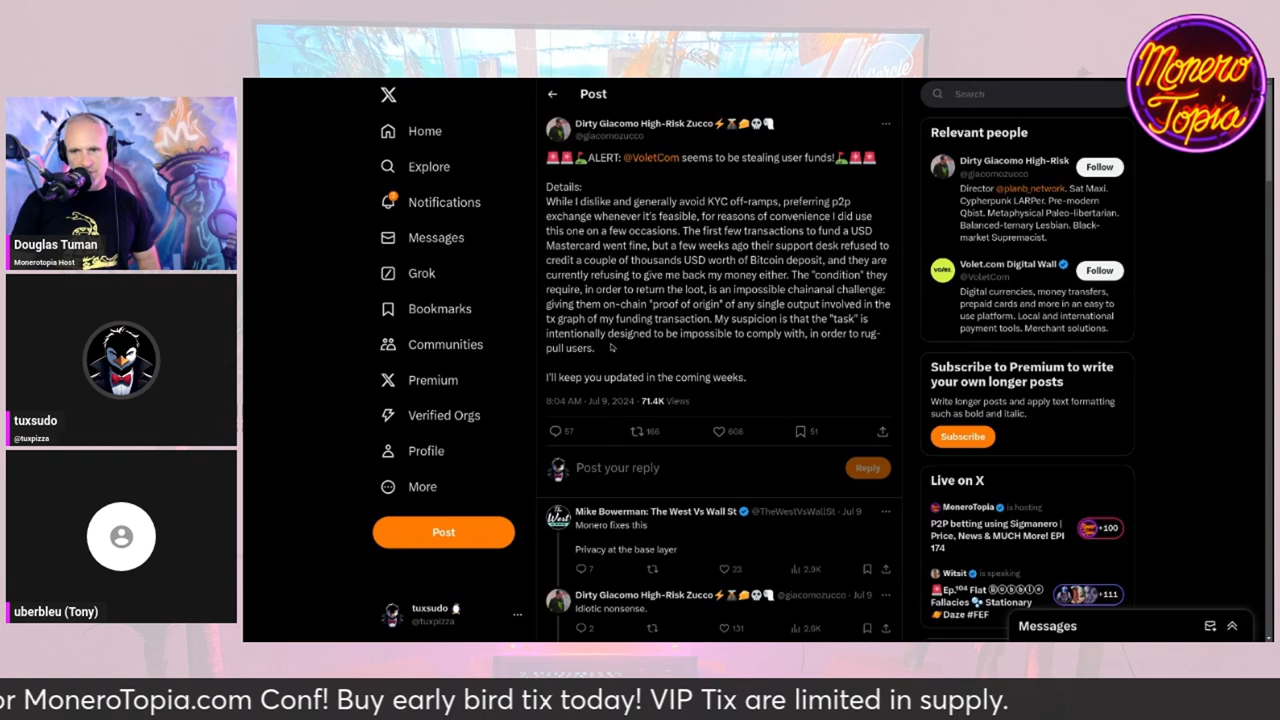 Monero
Topia
Douglas Tuman
Monerotopia Host
tuxsudo
@tuxpizza
uberbleu (Tony)
Home
Explore
Notifications
Messages
Grok
Bookmarks
Communities
Premium
Verified Orgs
Profile
More
Post
tuxsudo
@tuxpizza
Post
Dirty Giacomo High-Risk Zucco
@giacomozucco
ALERT: @VoletCom seems to be stealing user funds!
Details:
While I dislike and generally avoid KYC off-ramps, preferring p2p
exchange whenever it's feasible, for reasons of convenience I did use
this one on a few occasions. The first few transactions to fund a USD
Mastercard went fine, but a few weeks ago their support desk refused to
credit a couple of thousands USD worth of Bitcoin deposit, and they are
currently refusing to give me back my money either. The "condition" they
require, in order to return the loot, is an impossible chainanal challenge:
giving them on-chain "proof of origin" of any single output involved in the
tx graph of my funding transaction. My suspicion is that the "task" is
intentionally designed to be impossible to comply with, in order to rug-
pull users.
I'll keep you updated in the coming weeks.
8:04 AM · Jul 9, 2024 · 71.4K Views
57 166 608 51
Post your reply
Reply
Mike Bowerman: The West Vs Wall St @TheWestVsWallSt · Jul 9
Monero fixes this
Privacy at the base layer
7 23 2.9K
Dirty Giacomo High-Risk Zucco @giacomozucco · Jul 9
Idiotic nonsense.
2 131 2.6K
Search
Relevant people
Dirty Giacomo High-Risk
@giacomozucco
Follow
Director @planb_network. Sat Maxi.
Cypherpunk LARPer. Pre-modern
Qbist. Metaphysical Paleo-libertarian.
Balanced-ternary Lesbian. Black-
market Supremacist.
Volet.com Digital Wall
@VoletCom
Follow
Digital currencies, money transfers,
prepaid cards and more in an easy to
use platform. Local and international
payment tools. Merchant solutions.
Subscribe to Premium to write
your own longer posts
Write longer posts and apply text formatting
such as bold and italic.
Subscribe
Live on X
MoneroTopia is hosting
P2P betting using Sigmanero |
Price, News & MUCH More! EPI
174
+100
Witsit is speaking
Ep.¹⁰⁴ Flat Ⓑⓤⓑⓑⓛⓔ
Fallacies Stationary
Daze #FEF
+111
Messages
or MoneroTopia.com Conf! Buy early bird tix today! VIP Tix are limited in supply.